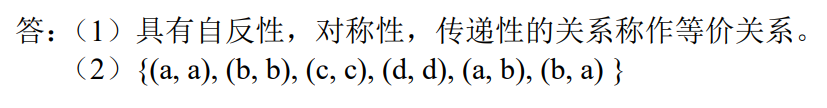 答：（1）具有自反性，对称性，传递性的关系称作等价关系。
（2）{(a, a), (b, b), (c, c), (d, d), (a, b), (b, a) }